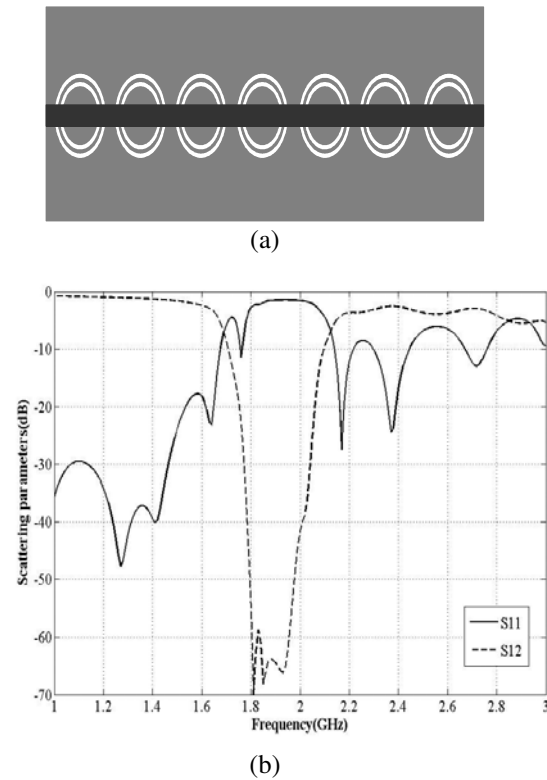 (a)
0
-10
-20
-30
-40
-50
-60
-70
Scattering parameters(dB)
S11
S12
1 1.2 1.4 1.6 1.8 2 2.2 2.4 2.6 2.8 3
Frequency(GHz)
(b)